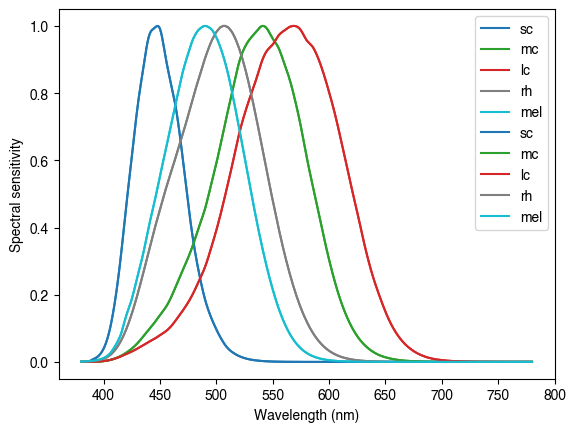 1.0
0.8
0.6
0.4
0.2
0.0
Spectral sensitivity
400 450 500 550 600 650 700 750 800
Wavelength (nm)
sc
mc
lc
rh
mel
sc
mc
lc
rh
mel